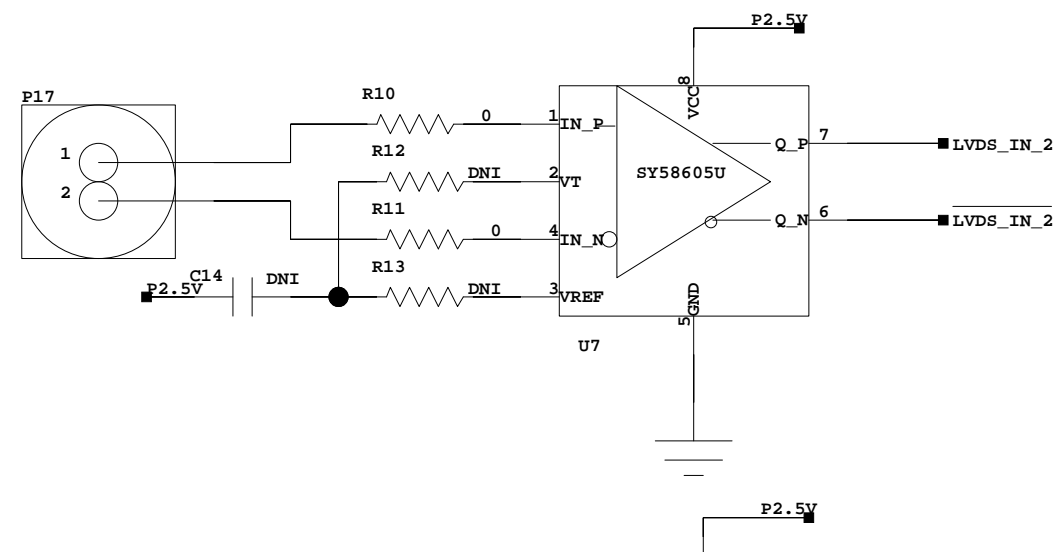 P2.5V
P17
R10
0
1
IN_P
VCC
8
Q_P
7
LVDS_IN_2
1
R12
DNI
2
VT
SY58605U
2
R11
0
4
IN_N
Q_N
6
LVDS_IN_2
R13
C14
DNI
P2.5V
DNI
3
VREF
GND
5
U7
P2.5V